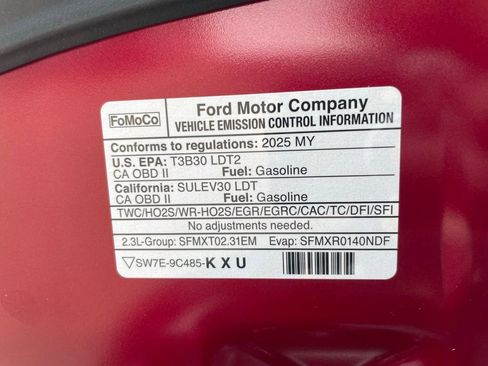 FoMoCo
Ford Motor Company
VEHICLE EMISSION CONTROL INFORMATION
Conforms to regulations: 2025 MY
U.S. EPA: T3B30 LDT2
CA OBD II Fuel: Gasoline
California: SULEV30 LDT
CA OBD II Fuel: Gasoline
TWC/HO2S/WR-HO2S/EGR/EGRC/CAC/TC/DFI/SFI
No adjustments needed.
2.3L-Group: SFMXT02.31EM Evap: SFMXR0140NDF
SW7E-9C485-KXU